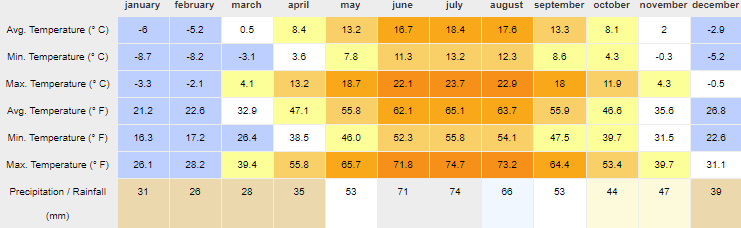 january february march april may june july august september october november december
Avg. Temperature (° C) -6 -5.2 0.5 8.4 13.2 16.7 18.4 17.6 13.3 8.1 2 -2.9
Min. Temperature (° C) -8.7 -8.2 -3.1 3.6 7.8 11.3 13.2 12.3 8.6 4.3 -0.3 -5.2
Max. Temperature (° C) -3.3 -2.1 4.1 13.2 18.7 22.1 23.7 22.9 18 11.9 4.3 -0.5
Avg. Temperature (° F) 21.2 22.6 32.9 47.1 55.8 62.1 65.1 63.7 55.9 46.6 35.6 26.8
Min. Temperature (° F) 16.3 17.2 26.4 38.5 46.0 52.3 55.8 54.1 47.5 39.7 31.5 22.6
Max. Temperature (° F) 26.1 28.2 39.4 55.8 65.7 71.8 74.7 73.2 64.4 53.4 39.7 31.1
Precipitation / Rainfall 31 26 28 35 53 71 74 66 53 44 47 39
(mm)